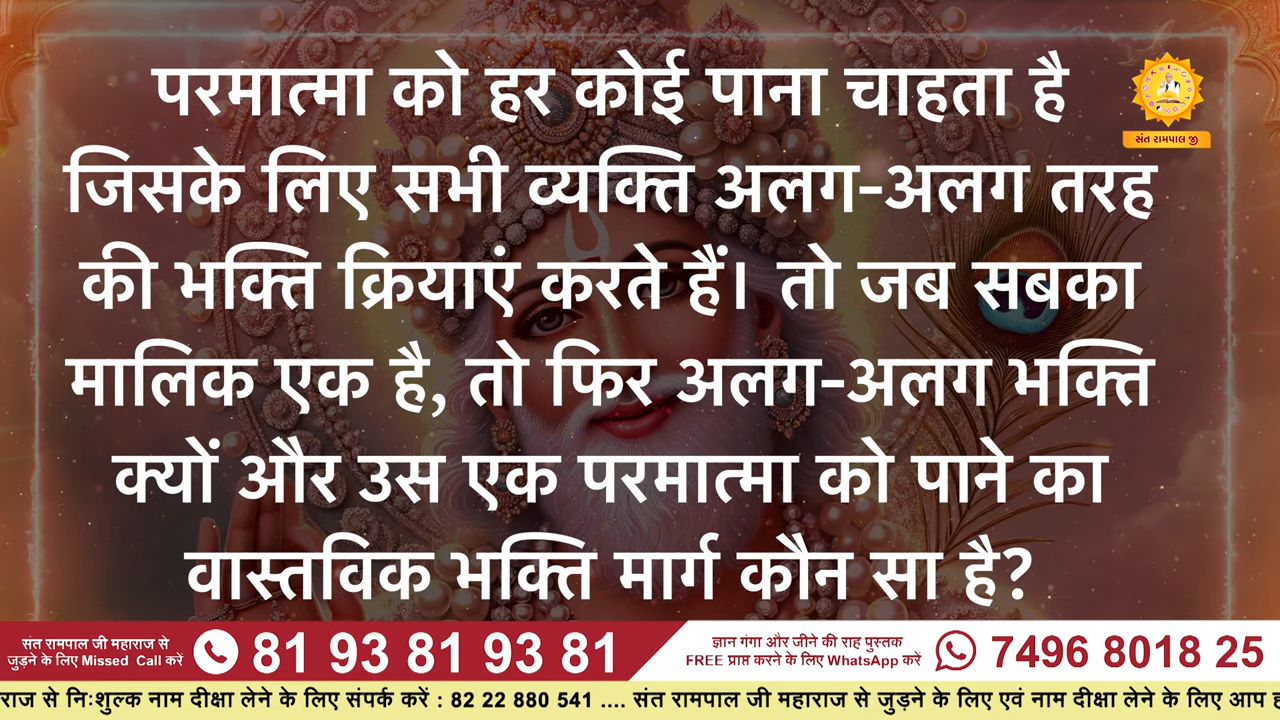 परमात्मा को हर कोई पाना चाहता है
जिसके लिए सभी व्यक्ति अलग-अलग तरह
की भक्ति क्रियाएं करते हैं। तो जब सबका
मालिक एक है, तो फिर अलग-अलग भक्ति
क्यों और उस एक परमात्मा को पाने का
वास्तविक भक्ति मार्ग कौन सा है?
સંત રામપાલ જી
संत रामपाल जी महाराज से
जुड़ने के लिए Missed Call करें
81 93 81 93 81
ज्ञान गंगा और जीने की राह पुस्तक
FREE प्राप्त करने के लिए WhatsApp करें
7496 8018 25
राज से निःशुल्क नाम दीक्षा लेने के लिए संपर्क करें : 82 22 880 541 .... संत रामपाल जी महाराज से जुड़ने के लिए एवं नाम दीक्षा लेने के लिए आप ह